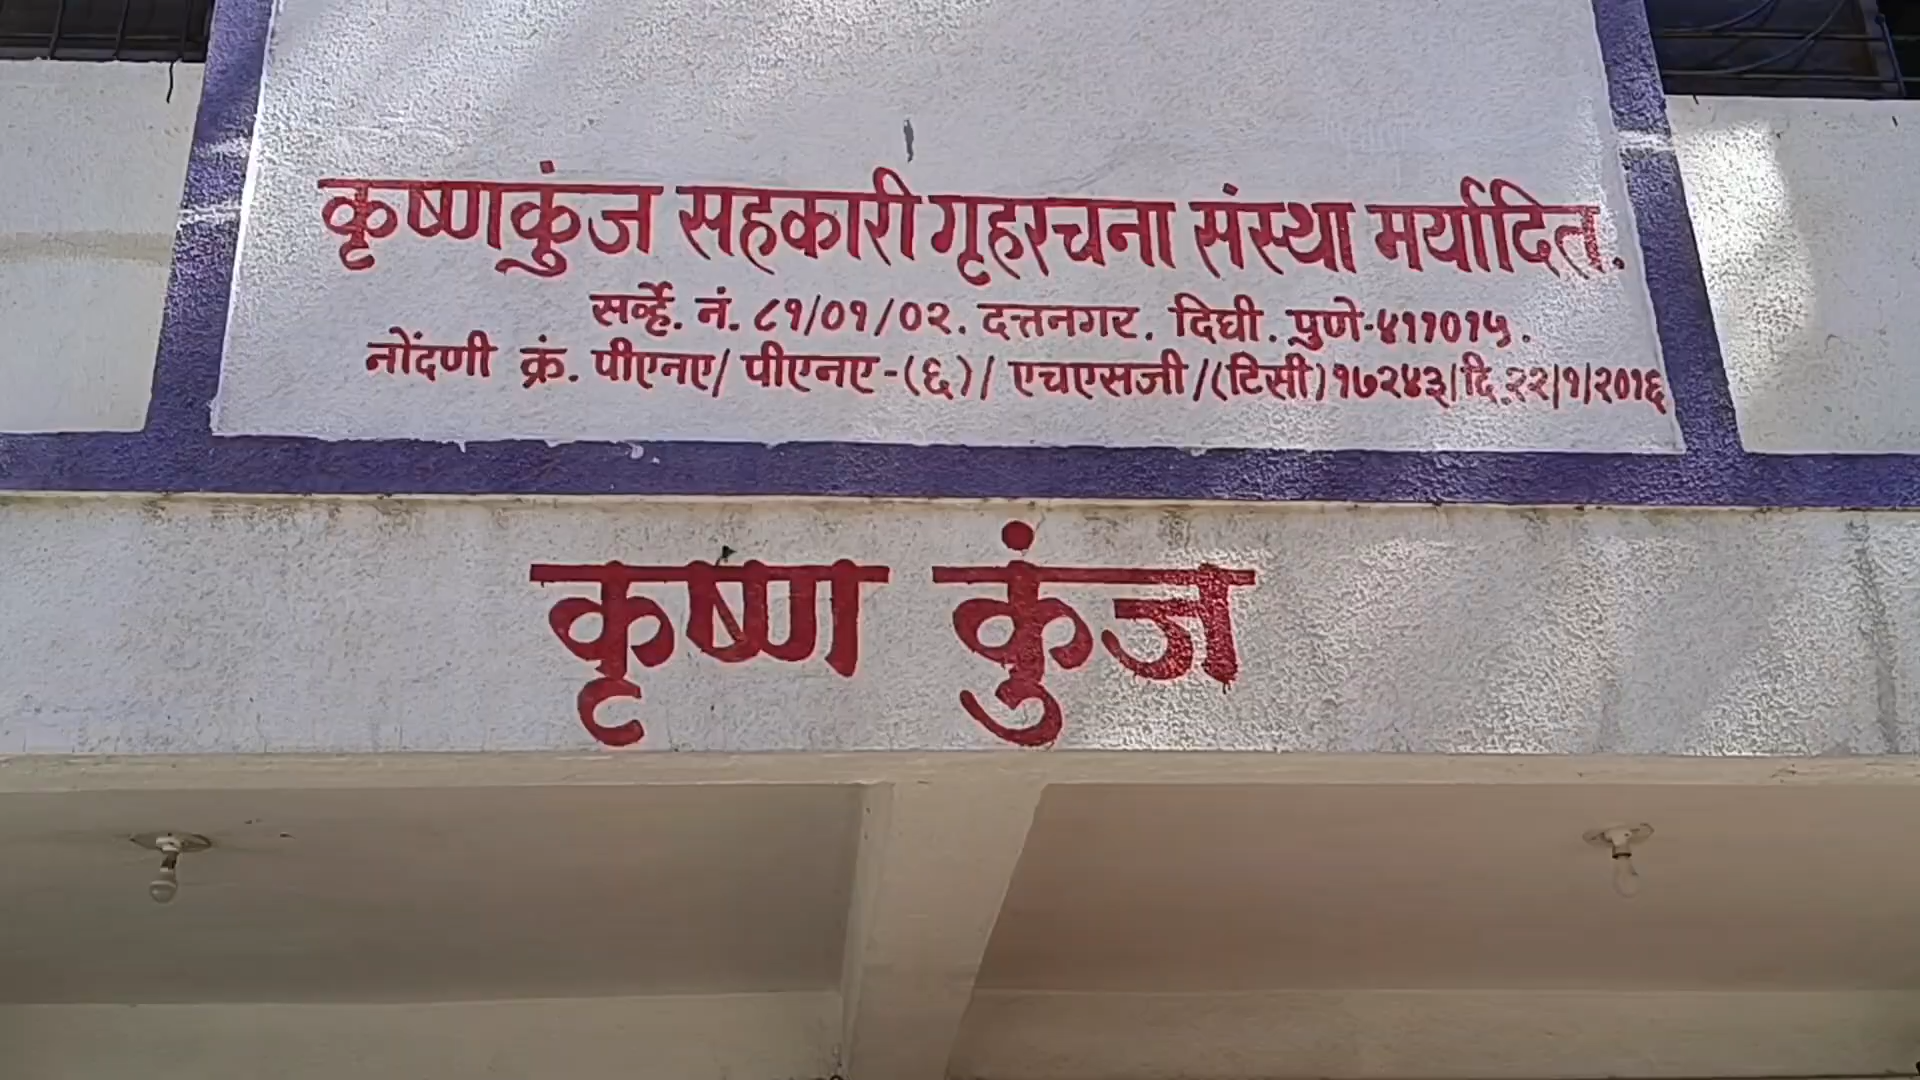 कृष्णकुंज सहकारी गृहरचना संस्था मर्यादित.
सर्व्हे. नं. ८१/०१/०२. दत्तनगर. दिघी. पुणे-४११०१५.
नोंदणी क्रं. पीएनए/ पीएनए-(६)/ एचएसजी/(टिसी)१७२४३/दि.२२/१/२०१६
कृष्ण कुंज